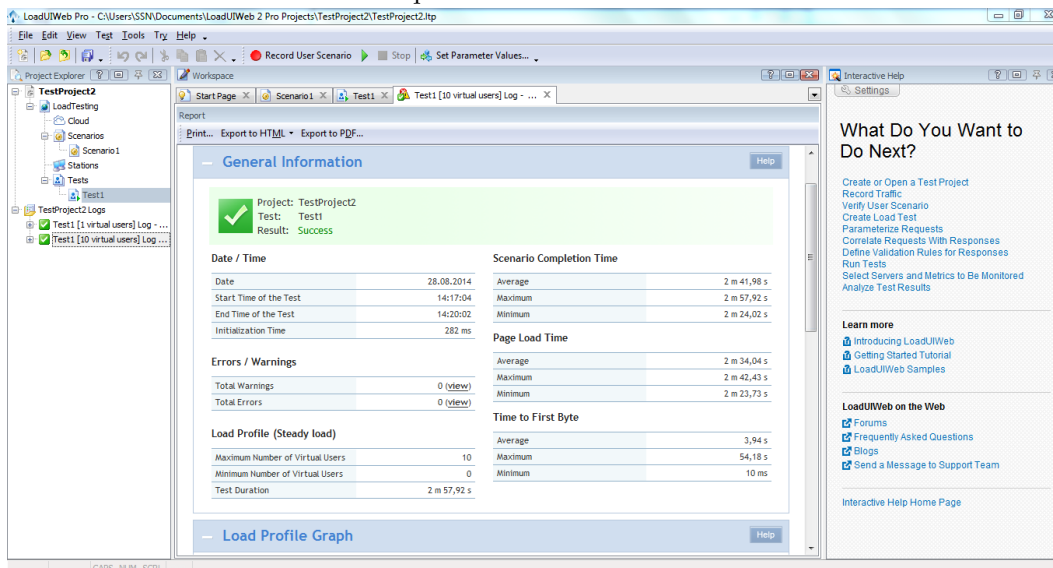 LoadUIWeb Pro - C:\Users\SSN\Documents\LoadUIWeb 2 Pro Projects\TestProject2\TestProject2.ltp
File Edit View Test Tools Try Help
Record User Scenario Stop Set Parameter Values...
Project Explorer
TestProject2
LoadTesting
Cloud
Scenarios
Scenario1
Stations
Tests
Test1
TestProject2 Logs
Test1 [1 virtual users] Log - ...
Test1 [10 virtual users] Log ...
Workspace
Start Page Scenario1 Test1 Test1 [10 virtual users] Log - ...
Report
Print... Export to HTML Export to PDF...
General Information Help
Project: TestProject2
Test: Test1
Result: Success
Date / Time
Date 28.08.2014
Start Time of the Test 14:17:04
End Time of the Test 14:20:02
Initialization Time 282 ms
Errors / Warnings
Total Warnings 0 (view)
Total Errors 0 (view)
Load Profile (Steady load)
Maximum Number of Virtual Users 10
Minimum Number of Virtual Users 0
Test Duration 2 m 57,92 s
Scenario Completion Time
Average 2 m 41,98 s
Maximum 2 m 57,92 s
Minimum 2 m 24,02 s
Page Load Time
Average 2 m 34,04 s
Maximum 2 m 42,43 s
Minimum 2 m 23,73 s
Time to First Byte
Average 3,94 s
Maximum 54,18 s
Minimum 10 ms
Load Profile Graph Help
Interactive Help
Settings
What Do You Want to
Do Next?
Create or Open a Test Project
Record Traffic
Verify User Scenario
Create Load Test
Parameterize Requests
Correlate Requests With Responses
Define Validation Rules for Responses
Run Tests
Select Servers and Metrics to Be Monitored
Analyze Test Results
Learn more
Introducing LoadUIWeb
Getting Started Tutorial
LoadUIWeb Samples
LoadUIWeb on the Web
Forums
Frequently Asked Questions
Blogs
Send a Message to Support Team
Interactive Help Home Page